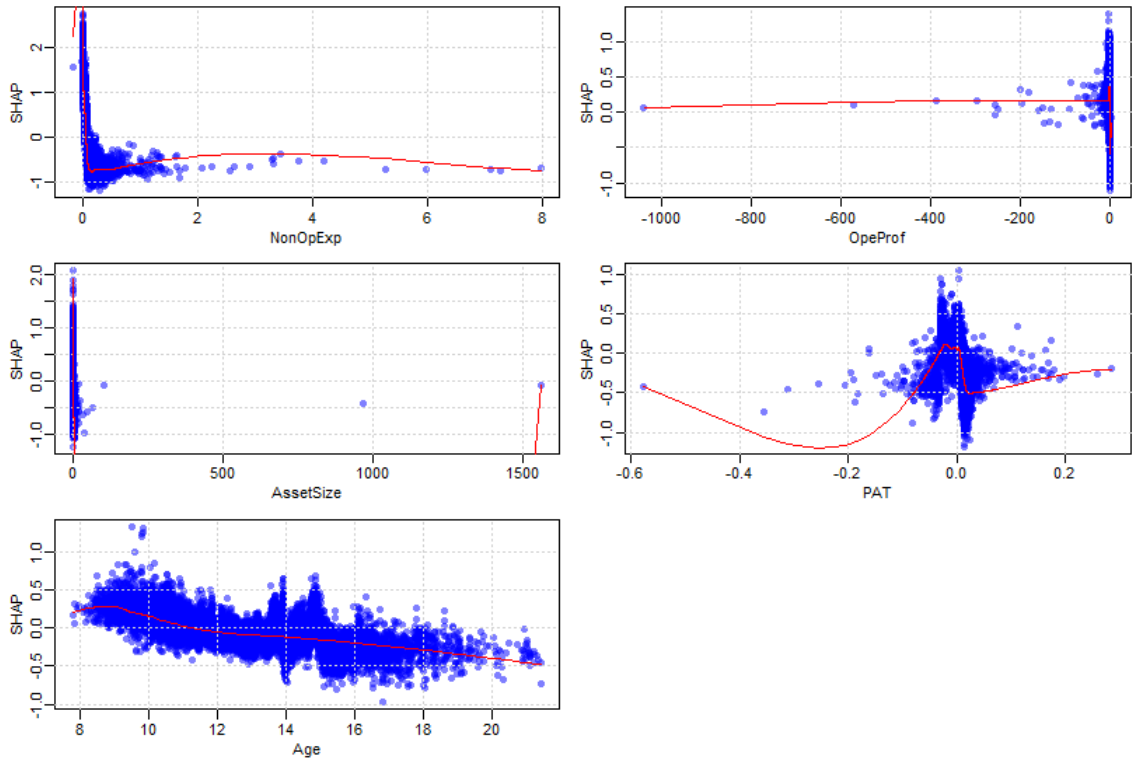 SHAP
-1 0 1 2
0 2 4 6 8
NonOpExp
SHAP
-1.0 0.0 0.5 1.0
-1000 -800 -600 -400 -200 0
OpeProf
SHAP
-1.0 0.0 1.0 2.0
0 500 1000 1500
AssetSize
SHAP
-1.0 -0.5 0.0 0.5 1.0
-0.6 -0.4 -0.2 0.0 0.2
PAT
SHAP
-1.0 -0.5 0.0 0.5 1.0
8 10 12 14 16 18 20
Age